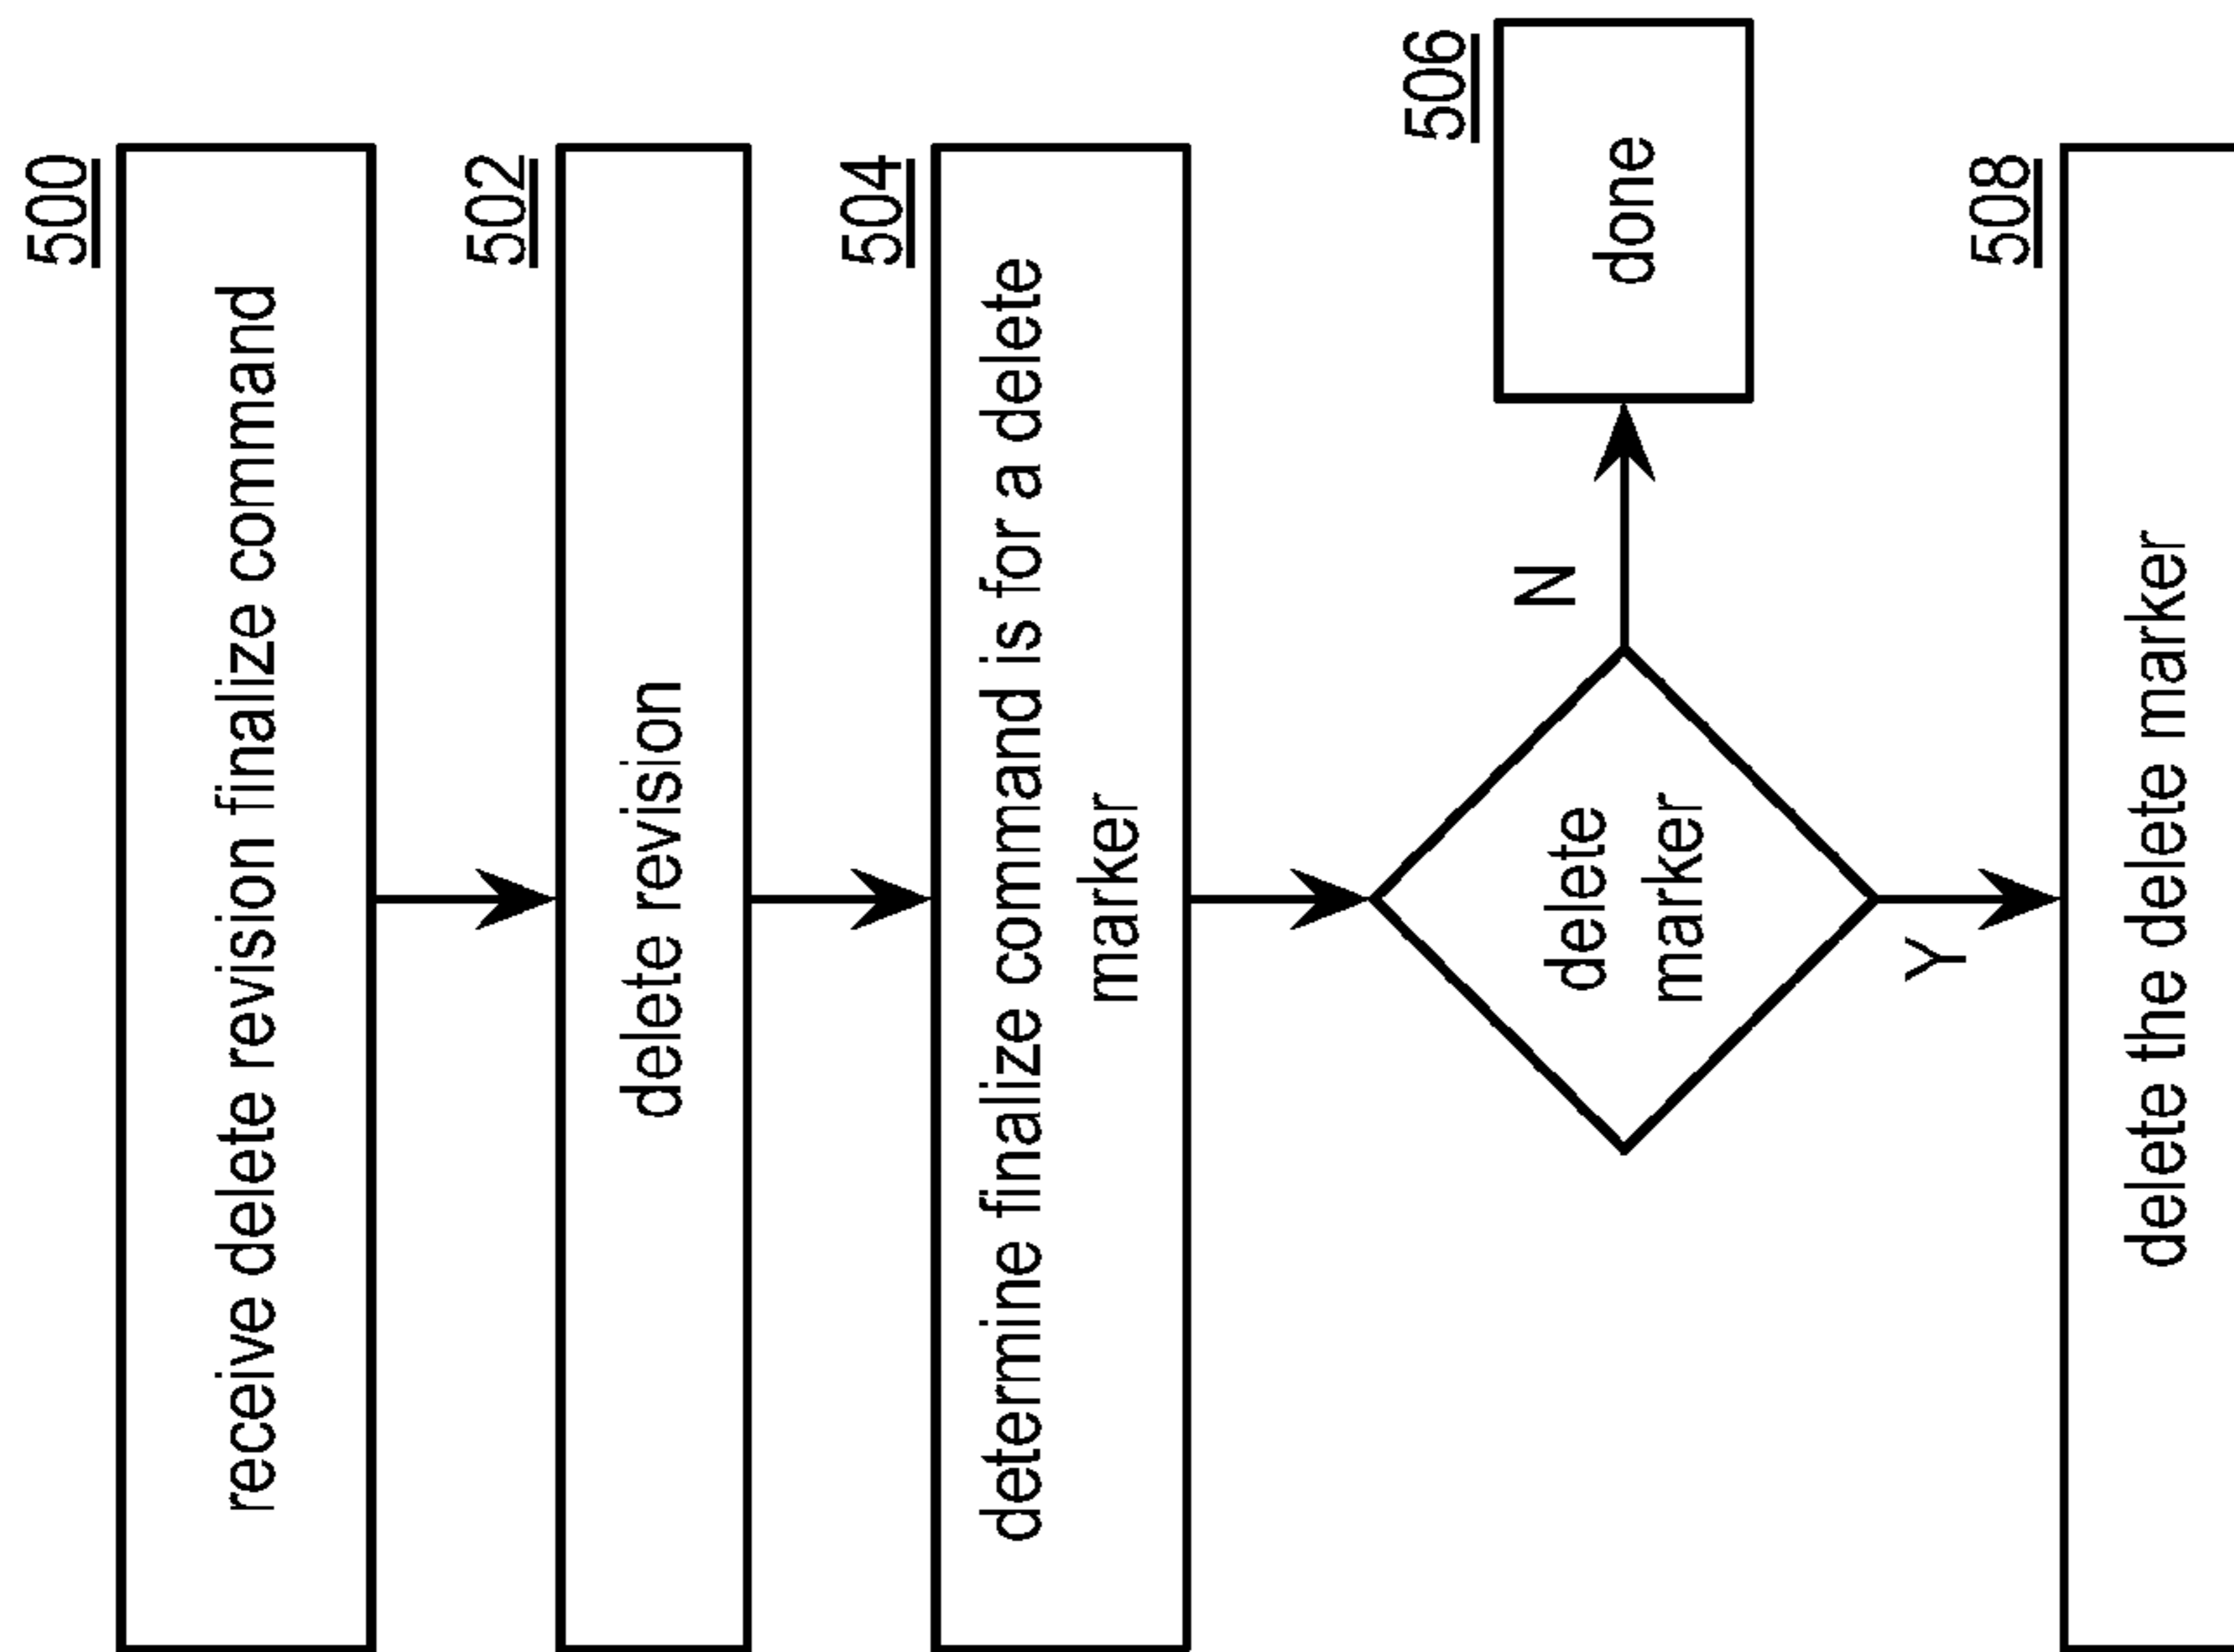 500
receive delete revision finalize command
502
delete revision
504
determine finalize command is for a delete
marker
delete
marker
N
506
done
Y
508
delete the delete marker